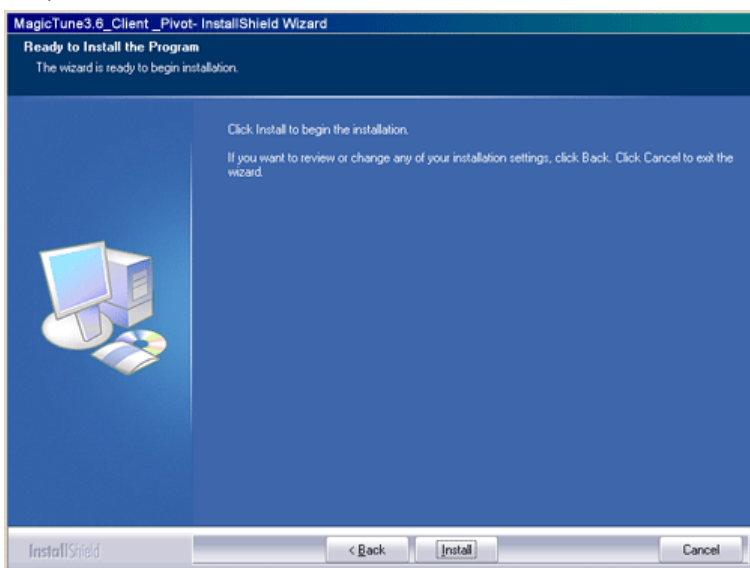 MagicTune3.6_Client _Pivot- InstallShield Wizard
Ready to Install the Program
The wizard is ready to begin installation.
Click Install to begin the installation.
If you want to review or change any of your installation settings, click Back. Click Cancel to exit the
wizard.
InstallShield
< Back
Install
Cancel